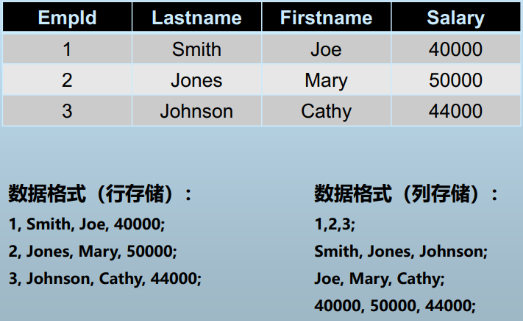 EmpId Lastname Firstname Salary
1 Smith Joe 40000
2 Jones Mary 50000
3 Johnson Cathy 44000
数据格式（行存储）：
1, Smith, Joe, 40000;
2, Jones, Mary, 50000;
3, Johnson, Cathy, 44000;
数据格式（列存储）：
1,2,3;
Smith, Jones, Johnson;
Joe, Mary, Cathy;
40000, 50000, 44000;